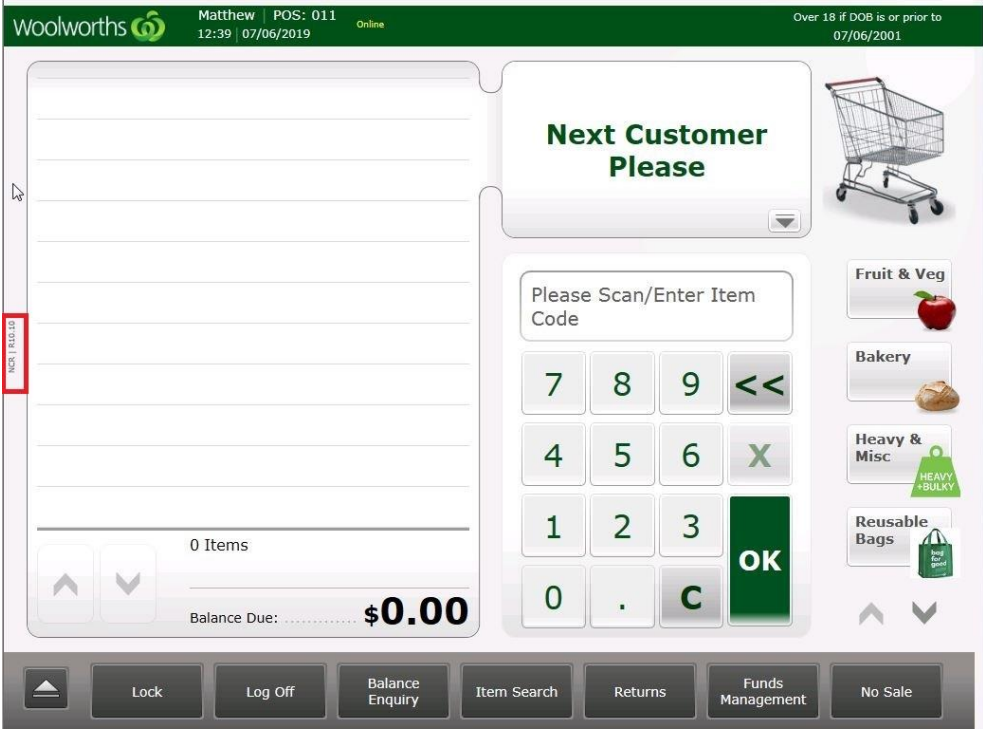 Woolworths
Matthew | POS: 011
12:39 | 07/06/2019
Online
Over 18 if DOB is or prior to
07/06/2001
Next Customer
Please
NCR | R10.10
Please Scan/Enter Item
Code
7 8 9 <<
4 5 6 X
1 2 3
OK
0 . C
Fruit & Veg
Bakery
Heavy &
Misc
HEAVY
+BULKY
Reusable
Bags
bag
for
good
0 Items
Balance Due: ............. $0.00
Lock
Log Off
Balance
Enquiry
Item Search
Returns
Funds
Management
No Sale